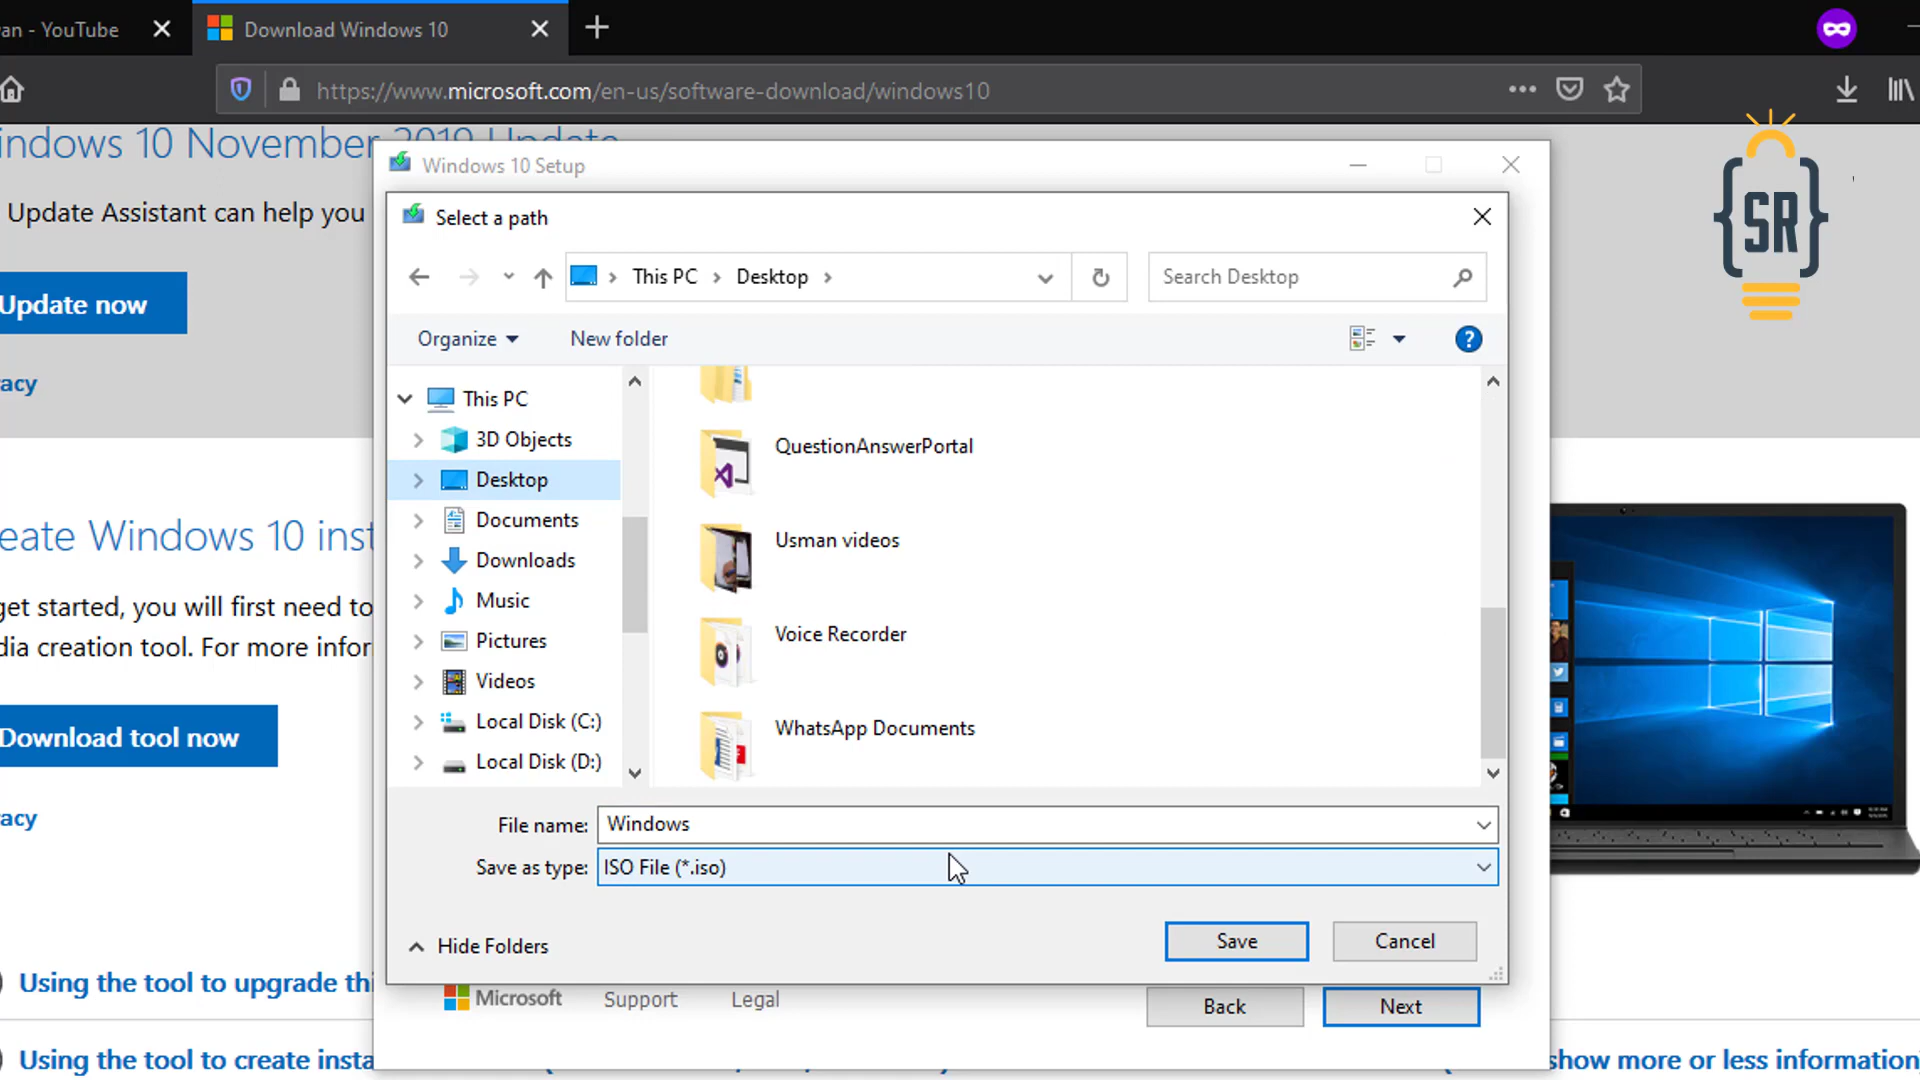 an - YouTube
Download Windows 10
https://www.microsoft.com/en-us/software-download/windows10
indows 10 November 2019 Update
Update Assistant can help you
Update now
acy
eate Windows 10 inst
get started, you will first need to
dia creation tool. For more infor
Download tool now
acy
Using the tool to upgrade thi
Using the tool to create insta
show more or less information
SR
Windows 10 Setup
Select a path
This PC
Desktop
Search Desktop
Organize
New folder
This PC
3D Objects
Desktop
Documents
Downloads
Music
Pictures
Videos
Local Disk (C:)
Local Disk (D:)
QuestionAnswerPortal
Usman videos
Voice Recorder
WhatsApp Documents
File name: Windows
Save as type: ISO File (*.iso)
Hide Folders
Save
Cancel
Microsoft
Support
Legal
Back
Next